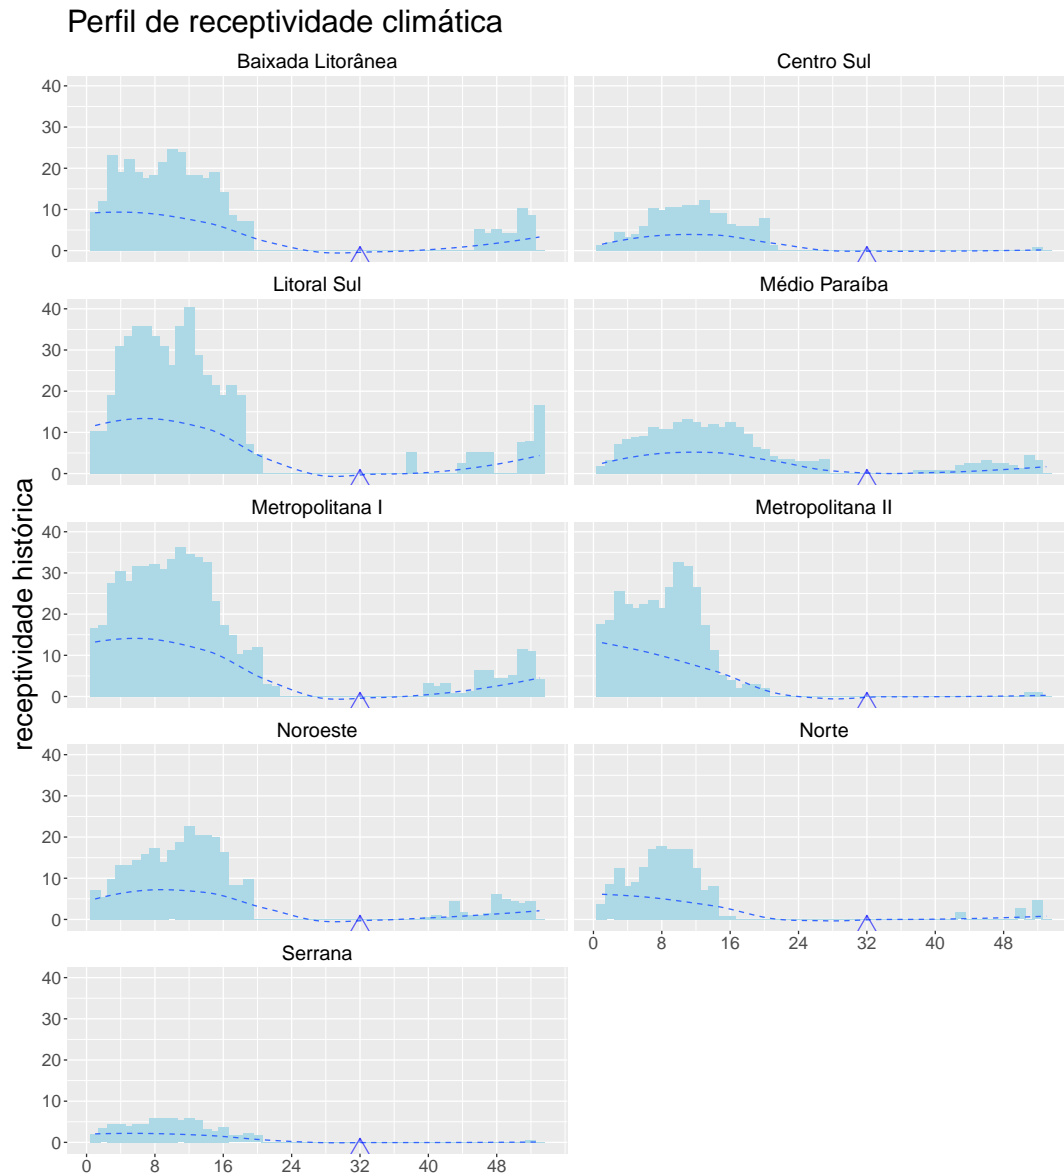 Perfil de receptividade climática
Baixada Litorânea
Centro Sul
40
30
20
10
0
Litoral Sul
Médio Paraíba
40
30
20
10
0
Metropolitana I
Metropolitana II
40
30
20
10
0
receptividade histórica
Noroeste
Norte
40
30
20
10
0
0 8 16 24 32 40 48
Serrana
40
30
20
10
0
0 8 16 24 32 40 48